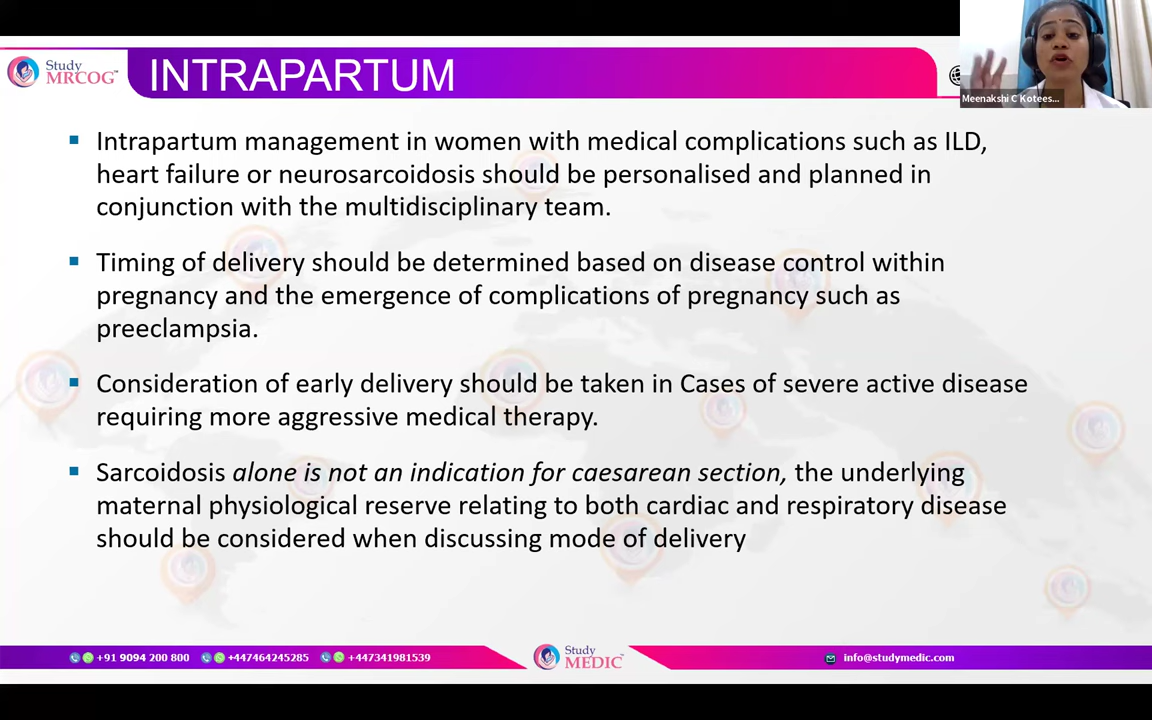 Study
MRCOG™
INTRAPARTUM
Meenakshi C Kotees...
▪ Intrapartum management in women with medical complications such as ILD,
heart failure or neurosarcoidosis should be personalised and planned in
conjunction with the multidisciplinary team.
▪ Timing of delivery should be determined based on disease control within
pregnancy and the emergence of complications of pregnancy such as
preeclampsia.
▪ Consideration of early delivery should be taken in Cases of severe active disease
requiring more aggressive medical therapy.
▪ Sarcoidosis alone is not an indication for caesarean section, the underlying
maternal physiological reserve relating to both cardiac and respiratory disease
should be considered when discussing mode of delivery
+91 9094 200 800 +447464245285 +447341981539
Study
MEDIC™
info@studymedic.com